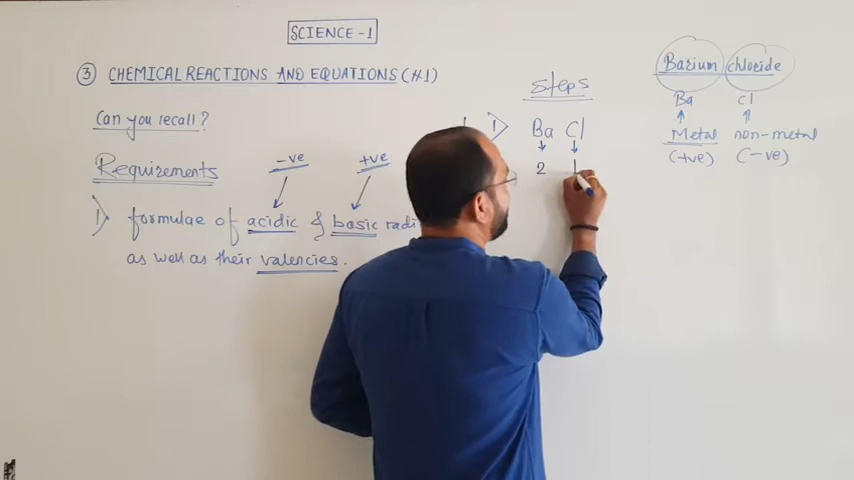 SCIENCE-1
3 CHEMICAL REACTIONS AND EQUATIONS (H.1)
Can you recall?
Requirements
-ve +ve
1) formulae of acidic & basic radi
as well as their valencies.
Steps
1) Ba Cl
2 1
Barium chloride
Ba Cl
Metal non-metal
(+ve) (-ve)